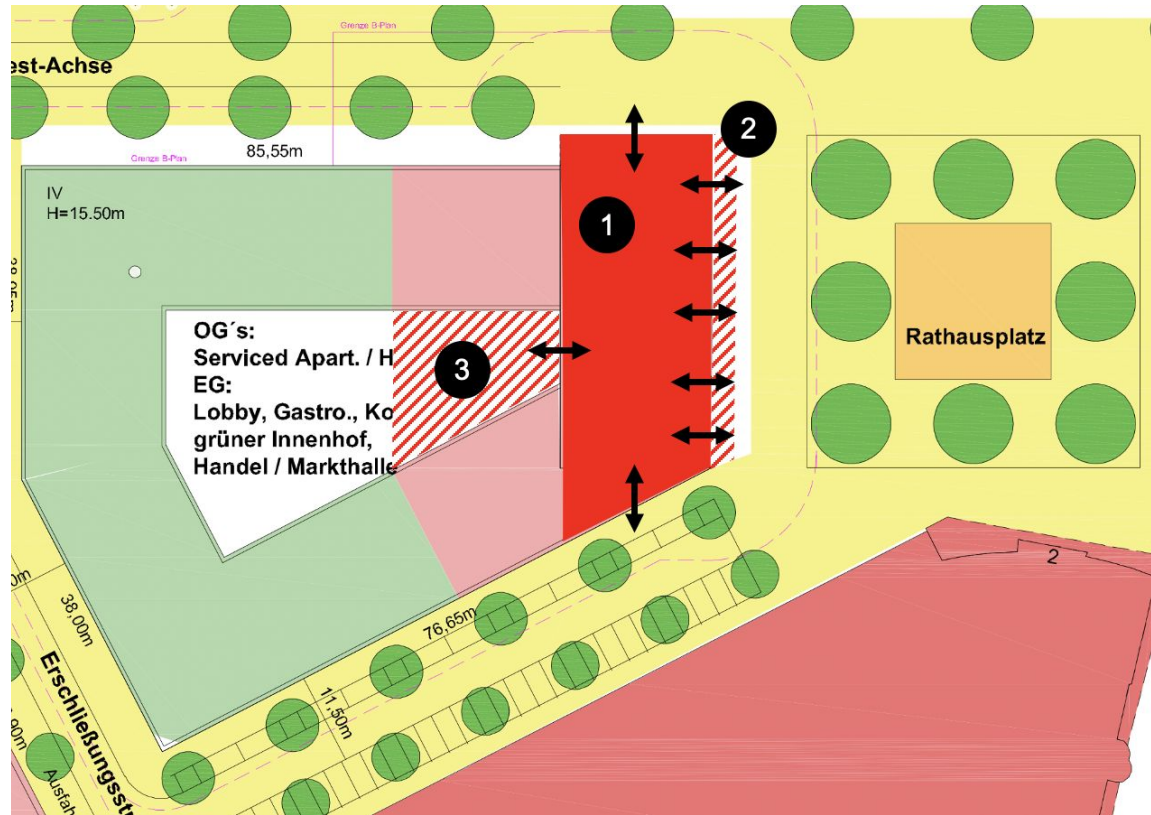 Grenze B-Plan
est-Achse
2
85,55m
Grenze B-Plan
IV
H=15.50m
1
OG´s:
Serviced Apart. / H
EG:
Lobby, Gastro., Ko
grüner Innenhof,
Handel / Markthalle
3
Rathausplatz
2
38,00m
76,65m
11,50m
Erschließungsstr
Ausfah